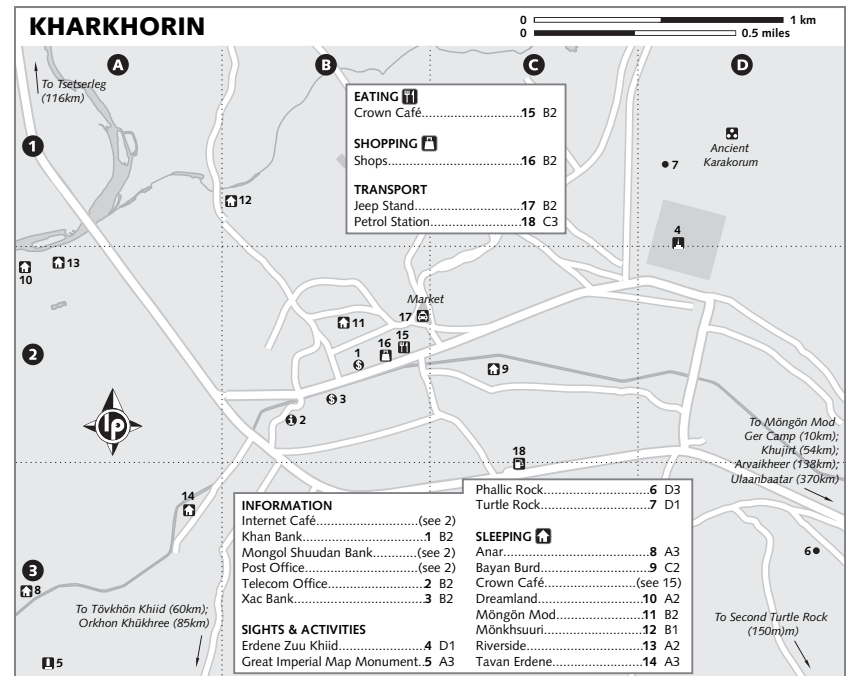 KHARKHORIN
0 1 km
0 0.5 miles
A B C D
To Tsetserleg
(116km)
EATING
Crown Café..............................15 B2
SHOPPING
Shops.......................................16 B2
TRANSPORT
Jeep Stand...............................17 B2
Petrol Station...........................18 C3
1
Ancient
Karakorum
7
12
4
10
13
Market
17
11
16
15
1
2
9
3
2
lp
18
To Möngön Mod
Ger Camp (10km);
Khujirt (54km);
Arvaikheer (138km);
Ulaanbaatar (370km)
14
INFORMATION
Internet Café.........................(see 2)
Khan Bank.................................1 B2
Mongol Shuudan Bank...........(see 2)
Post Office.............................(see 2)
Telecom Office..........................2 B2
Xac Bank...................................3 B2
SIGHTS & ACTIVITIES
Erdene Zuu Khiid......................4 D1
Great Imperial Map Monument..5 A3
Phallic Rock...............................6 D3
Turtle Rock................................7 D1
SLEEPING
Anar..........................................8 A3
Bayan Burd................................9 C2
Crown Café..........................(see 15)
Dreamland..............................10 A2
Möngön Mod..........................11 B2
Mönkhsuuri.............................12 B1
Riverside..................................13 A2
Tavan Erdene..........................14 A3
6
3
8
To Tövkhön Khiid (60km);
Orkhon Khükhree (85km)
To Second Turtle Rock
(150m)m)
5